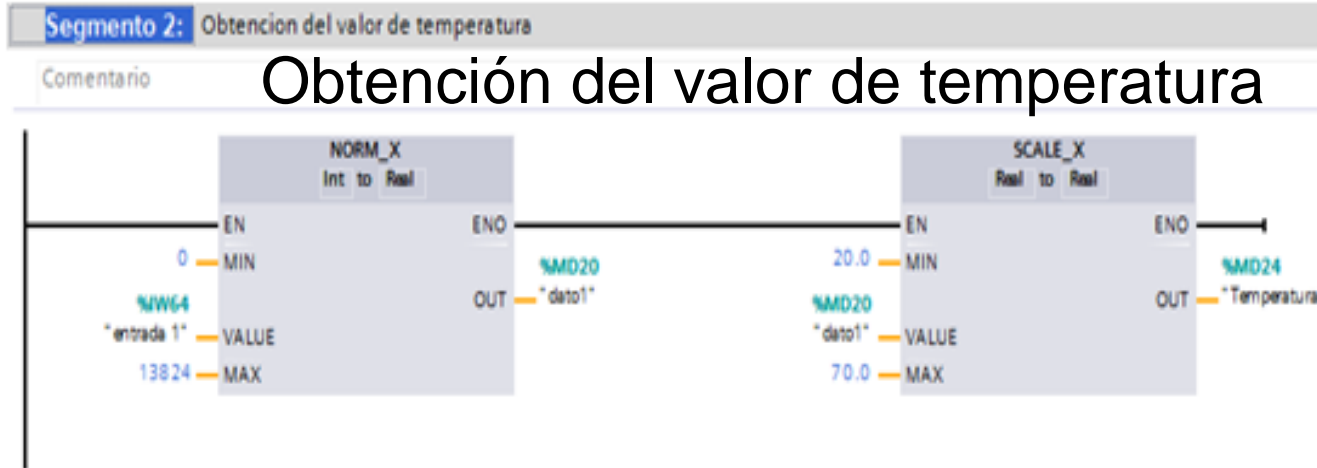 Segmento 2: Obtencion del valor de temperatura
Comentario
Obtención del valor de temperatura
NORM_X
Int to Real
EN
ENO
0
MIN
%MD20
"dato1"
OUT
%IW64
"entrada 1"
VALUE
13824
MAX
SCALE_X
Real to Real
EN
ENO
20.0
MIN
%MD24
"Temperatura
OUT
%MD20
"dato1"
VALUE
70.0
MAX